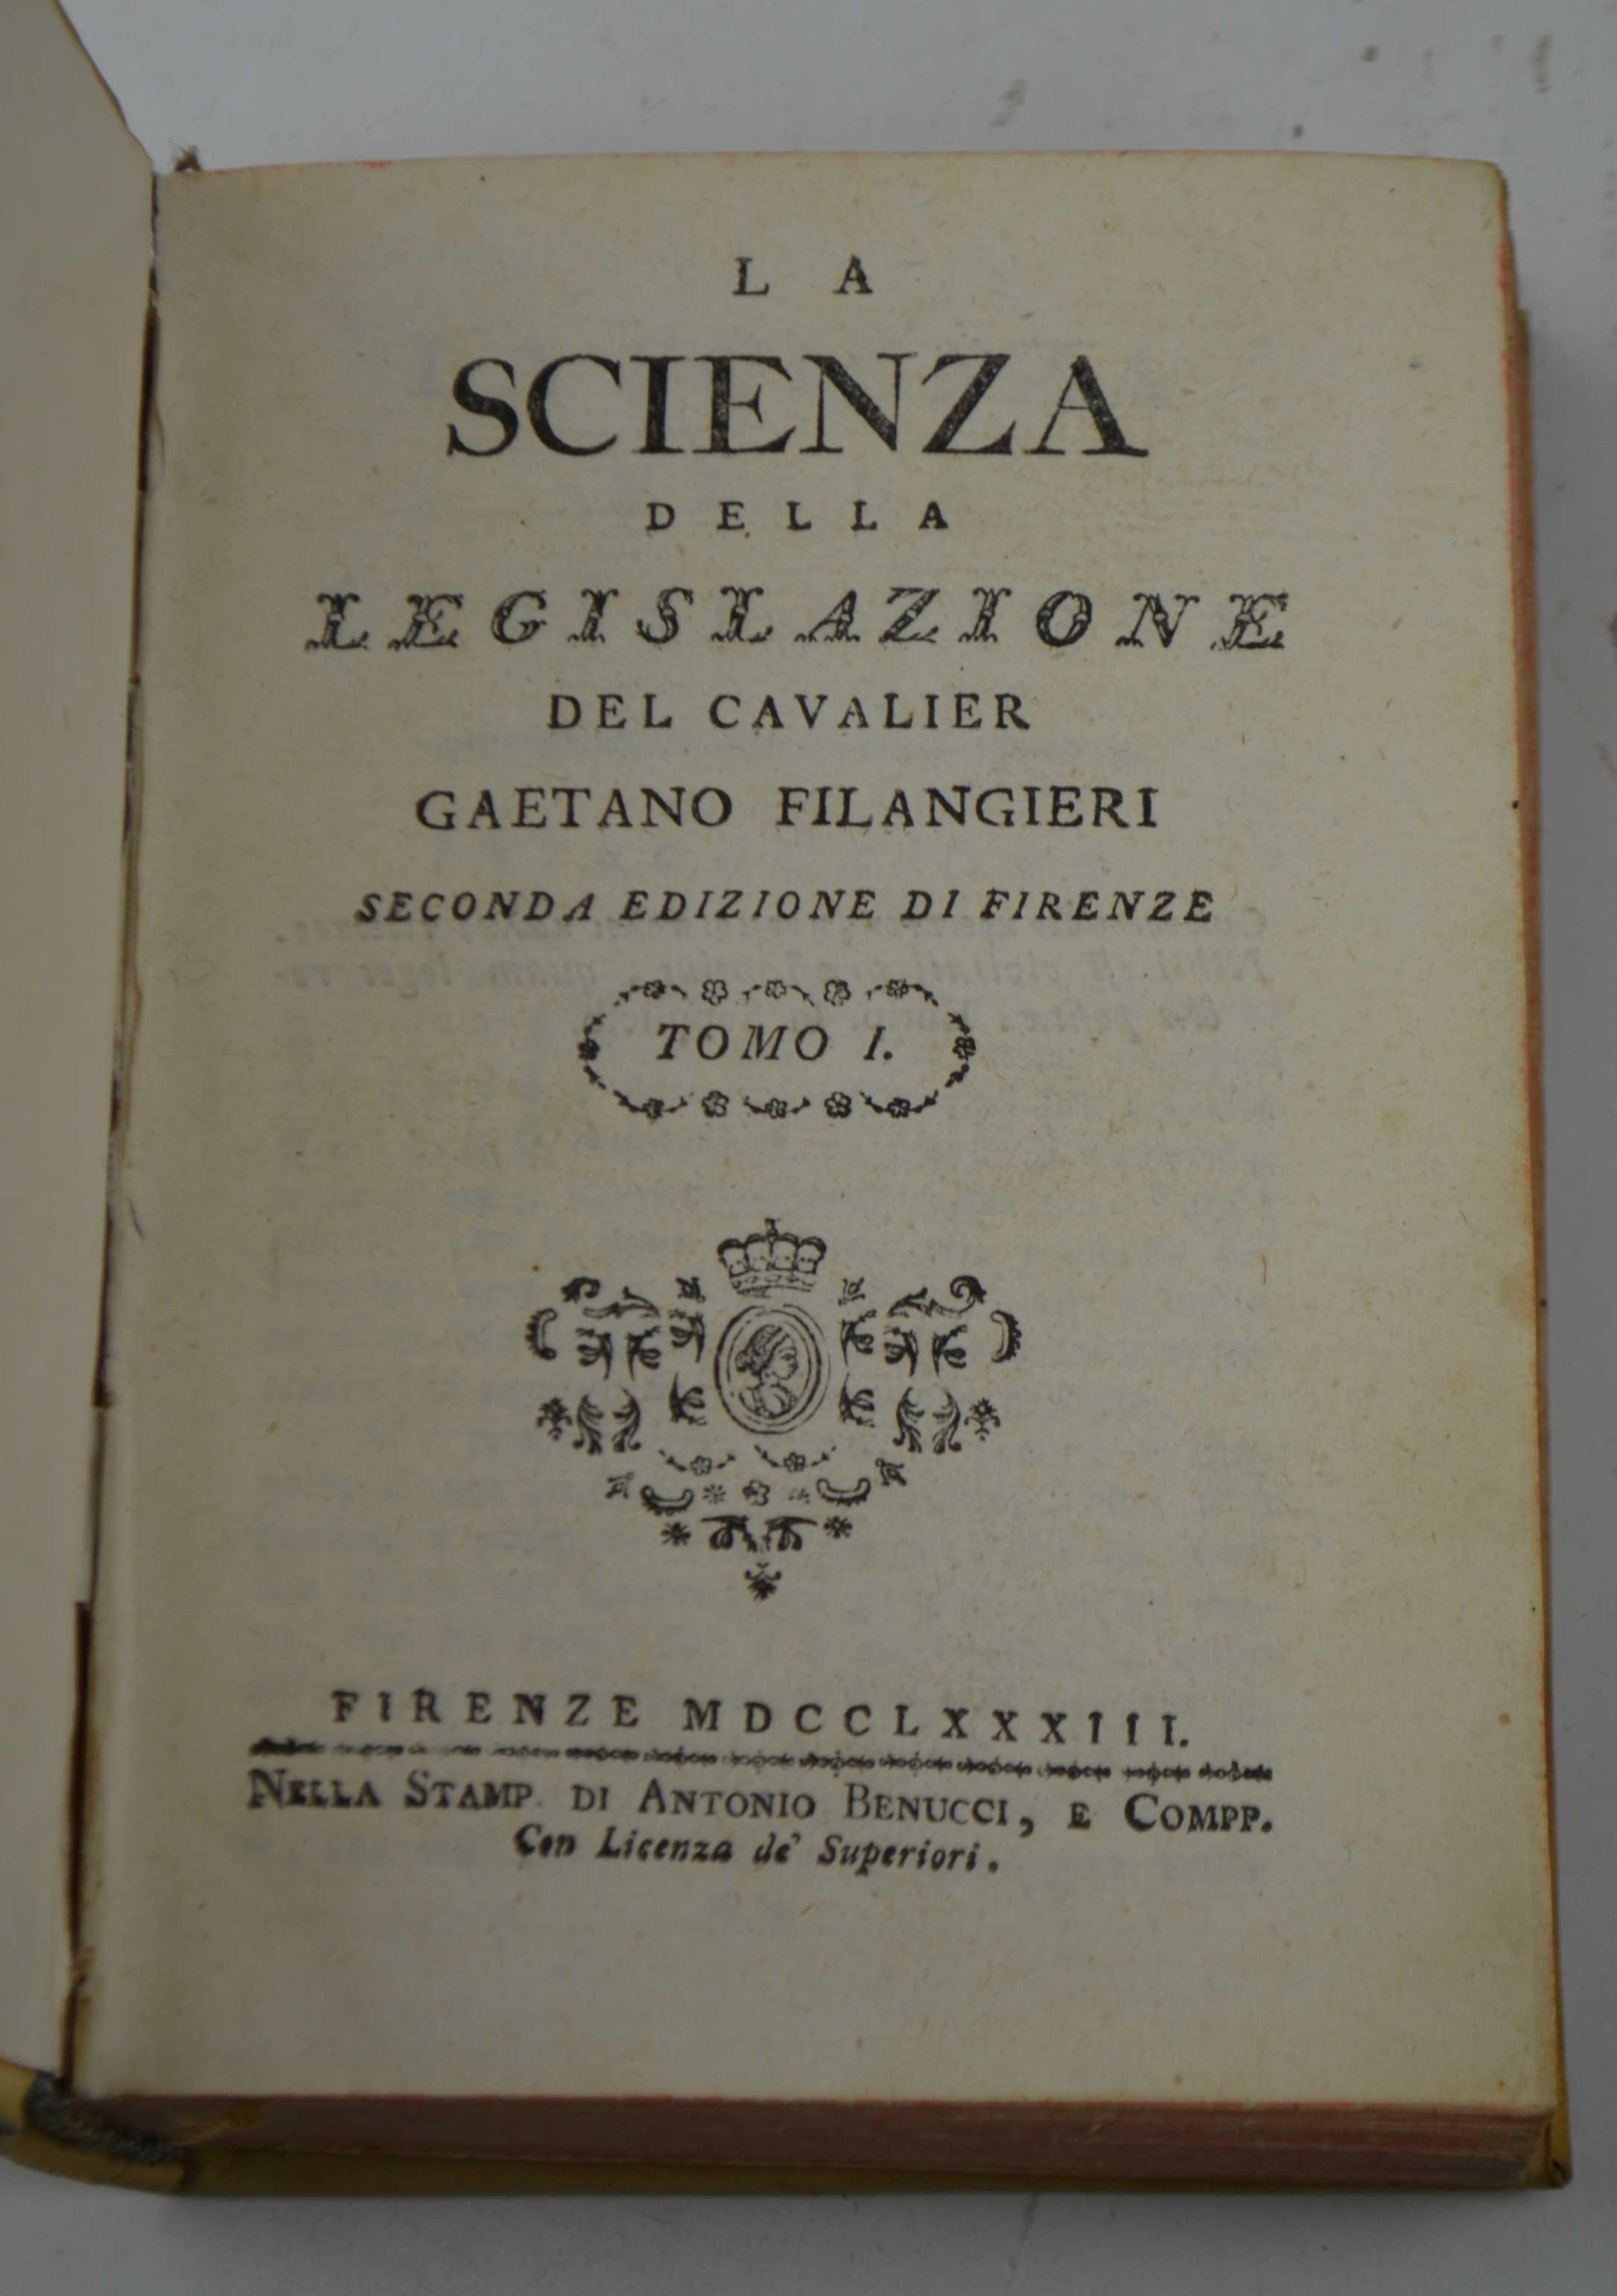 LA
SCIENZA
DELLA
LEGISLAZIONE
DEL CAVALIER
GAETANO FILANGIERI
SECONDA EDIZIONE DI FIRENZE
TOMO I.
FIRENZE MDCCLXXXIII.
NELLA STAMP. DI ANTONIO BENUCCI, E COMPP.
Con Licenza de' Superiori.